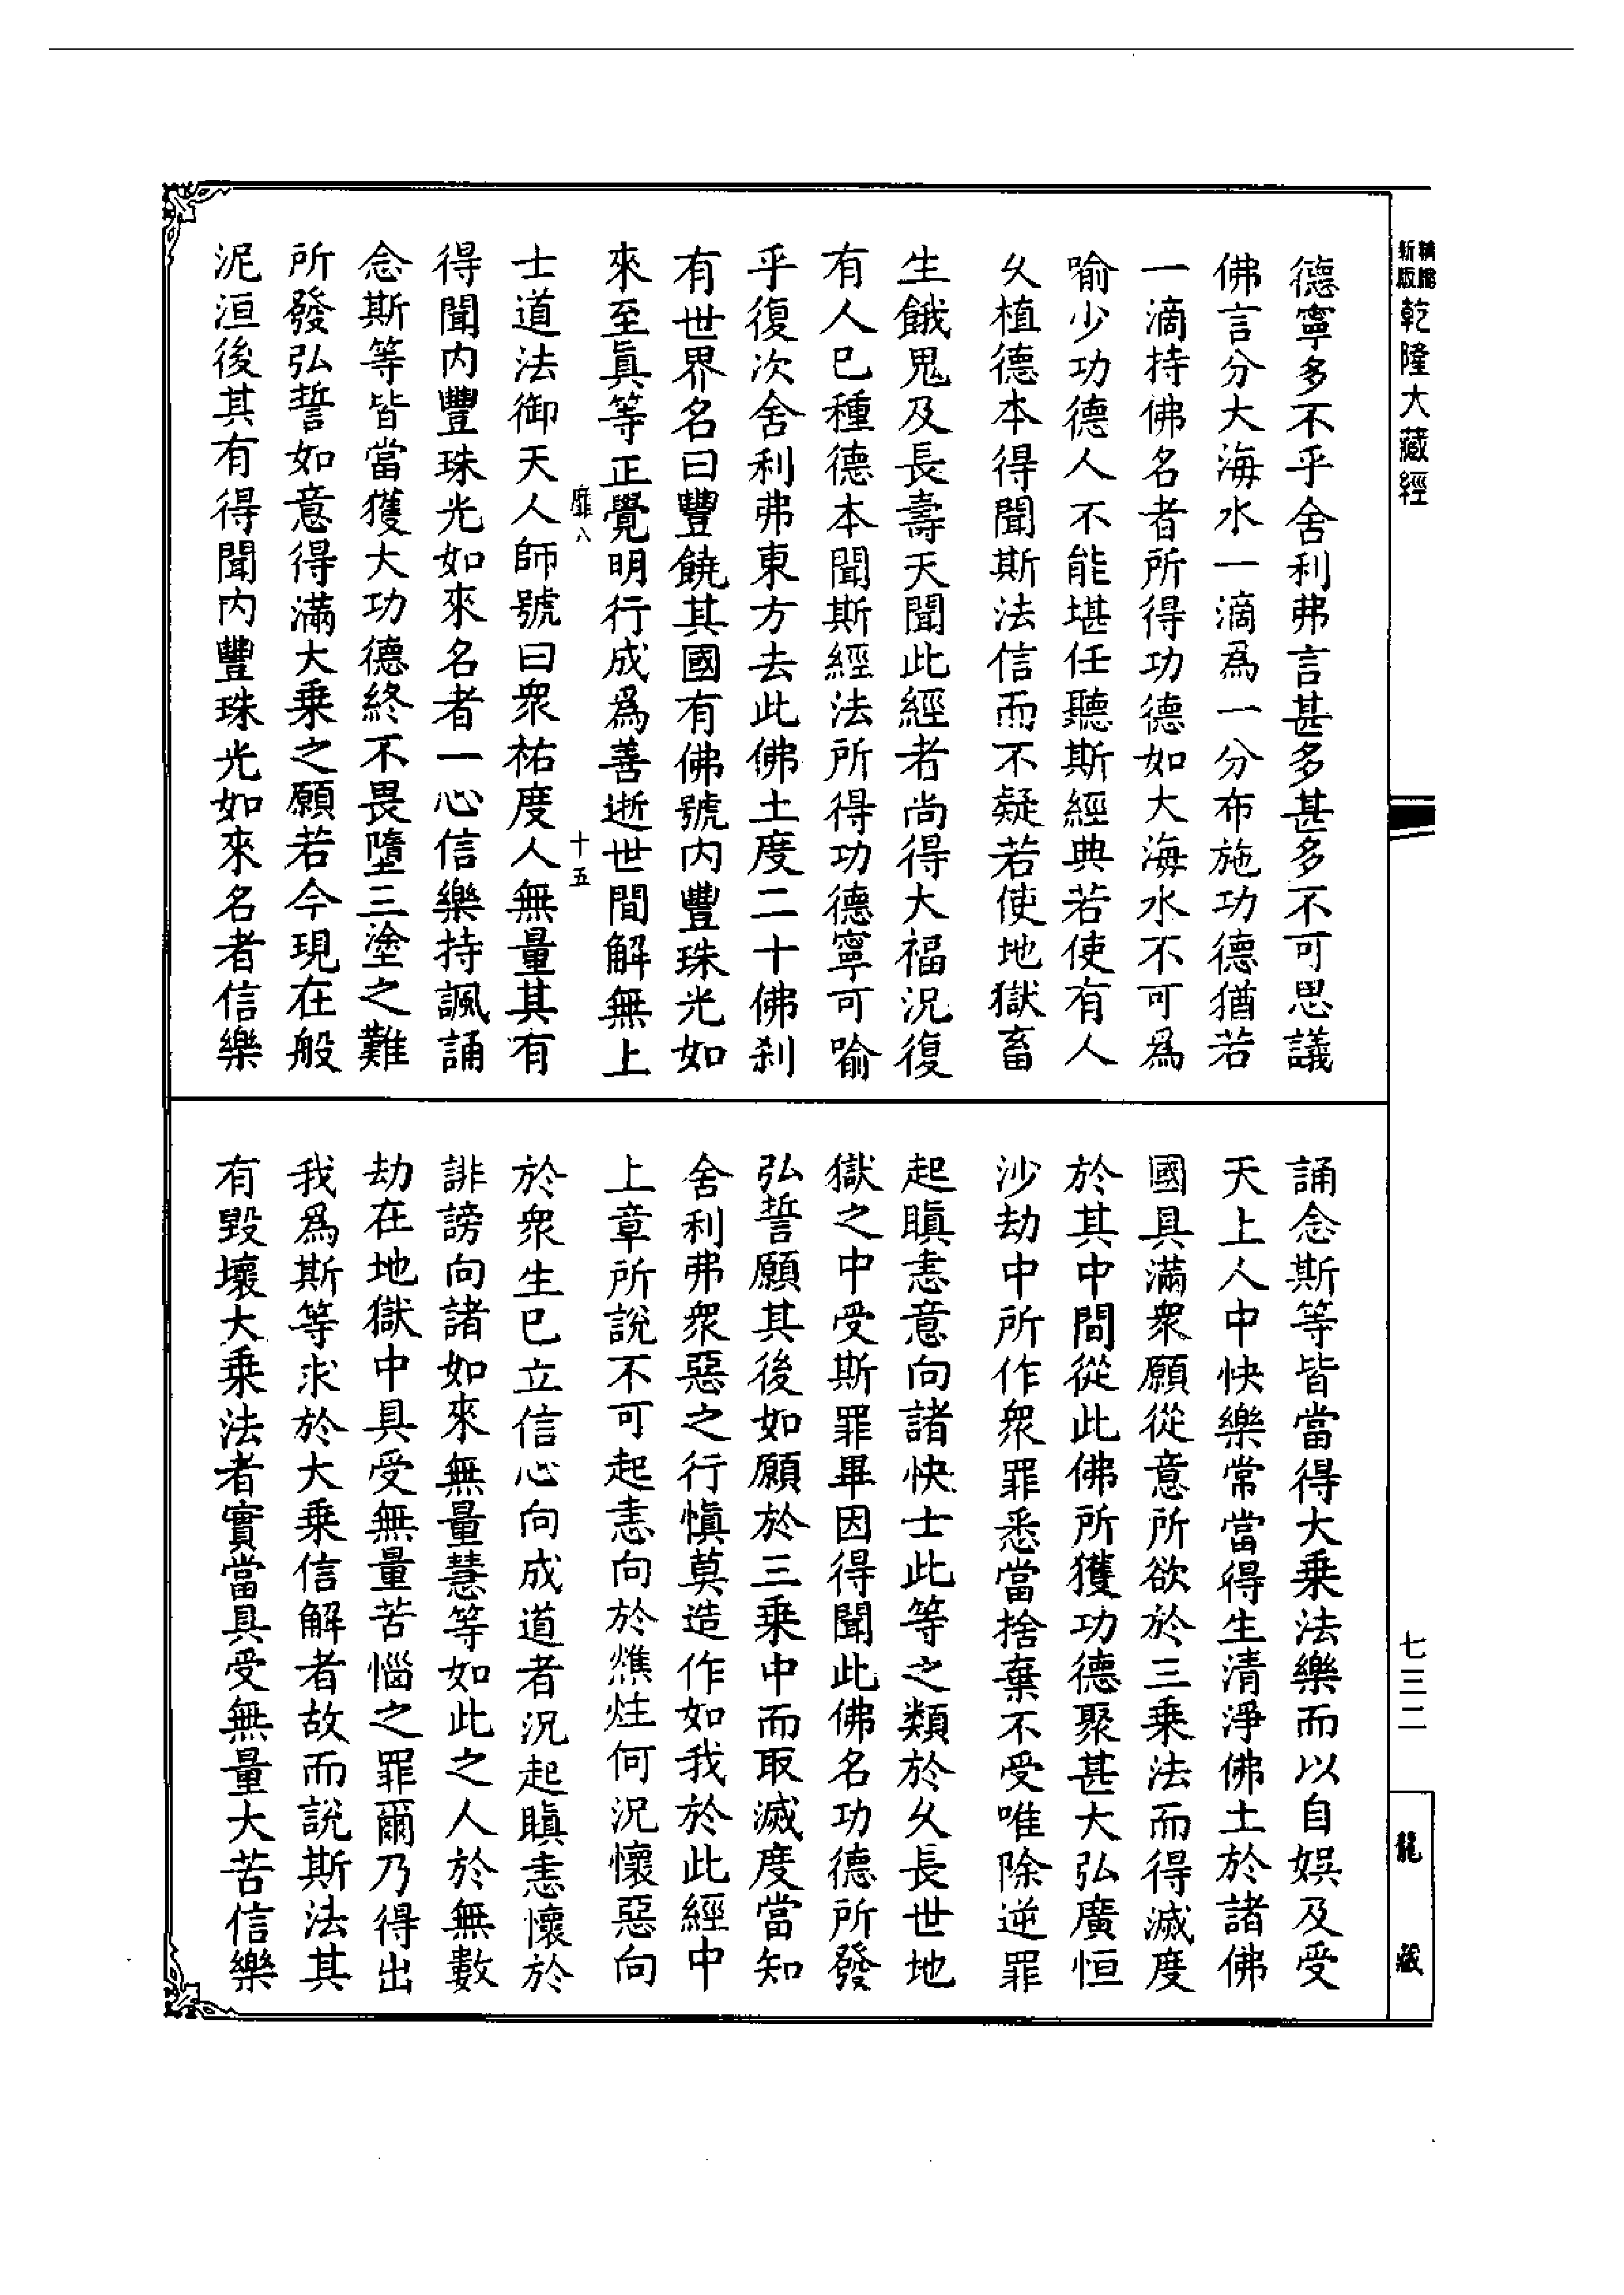 精縮新版
乾隆大藏經
德寧多不乎舍利弗言甚多甚多不可思議
佛言分大海水一滴為一分布施功德猶若
一滴持佛名者所得功德如大海水不可為
喻少功德人不能堪任聽斯經典若使有人
久植德本得聞斯法信而不疑若使地獄畜
生餓鬼及長壽天聞此經者尚得大福況復
有人已種德本聞斯經法所得功德寧可喻
乎復次舍利弗東方去此佛土度二十佛剎
有世界名曰豐饒其國有佛號內豐珠光如
來至真等正覺明行成為善逝世間解無上
靡八
十五
士道法御天人師號曰眾祐度人無量其有
得聞內豐珠光如來名者一心信樂持諷誦
念斯等皆當獲大功德終不畏墮三塗之難
所發弘誓如意得滿大乘之願若今現在般
泥洹後其有得聞內豐珠光如來名者信樂
誦念斯等皆當得大乘法樂而以自娛及受
天上人中快樂常當得生清淨佛土於諸佛
國具滿眾願從意所欲於三乘法而得滅度
於其中間從此佛所獲功德聚甚大弘廣恒
沙劫中所作眾罪悉當捨棄不受唯除逆罪
起瞋恚意向諸快士此等之類於久長世地
獄之中受斯罪畢因得聞此佛名功德所發
弘誓願其後如願於三乘中而取滅度當知
舍利弗眾惡之行慎莫造作如我於此經中
上章所說不可起恚向於燋炷何況懷惡向
於眾生已立信心向成道者況起瞋恚懷於
誹謗向諸如來無量慧等如此之人於無數
劫在地獄中具受無量苦惱之罪爾乃得出
我為斯等求於大乘信解者故而說斯法其
有毀壞大乘法者實當具受無量大苦信樂
七三二
龍藏